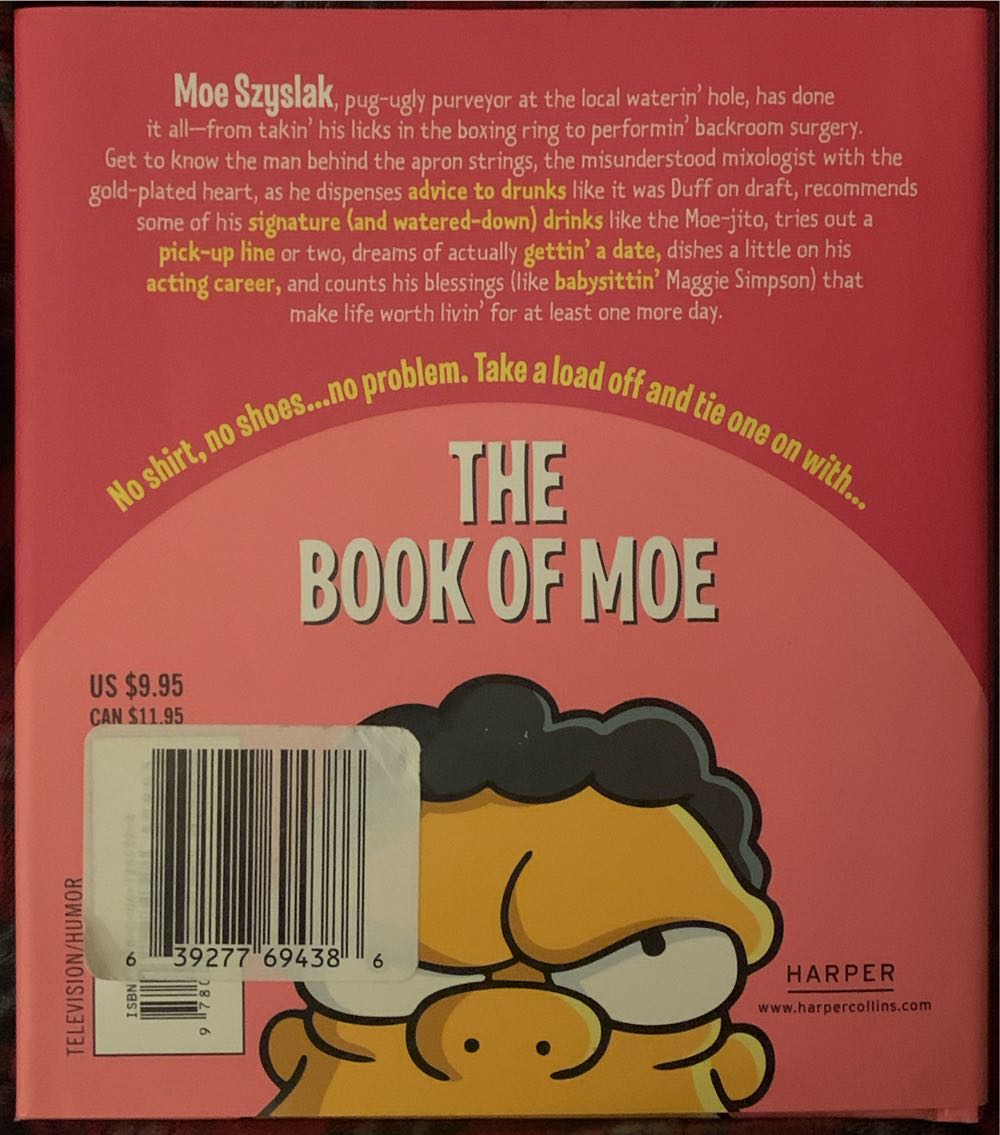 Moe Szyslak, pug-ugly purveyor at the local waterin' hole, has done
it all—from takin' his licks in the boxing ring to performin' backroom surgery.
Get to know the man behind the apron strings, the misunderstood mixologist with the
gold-plated heart, as he dispenses advice to drunks like it was Duff on draft, recommends
some of his signature (and watered-down) drinks like the Moe-jito, tries out a
pick-up line or two, dreams of actually gettin' a date, dishes a little on his
acting career, and counts his blessings (like babysittin' Maggie Simpson) that
make life worth livin' for at least one more day.
No shirt, no shoes...no problem. Take a load off and tie one on with...
THE
BOOK OF MOE
US $9.95
CAN $11.95
6 39277 69438 6
TELEVISION/HUMOR
ISBN
9 780
HARPER
www.harpercollins.com